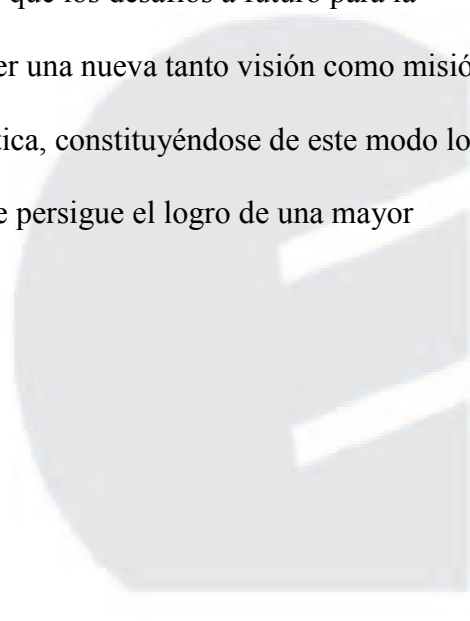 que los desafíos a futuro para la
er una nueva tanto visión como misió
tica, constituyéndose de este modo lo
e persigue el logro de una mayor